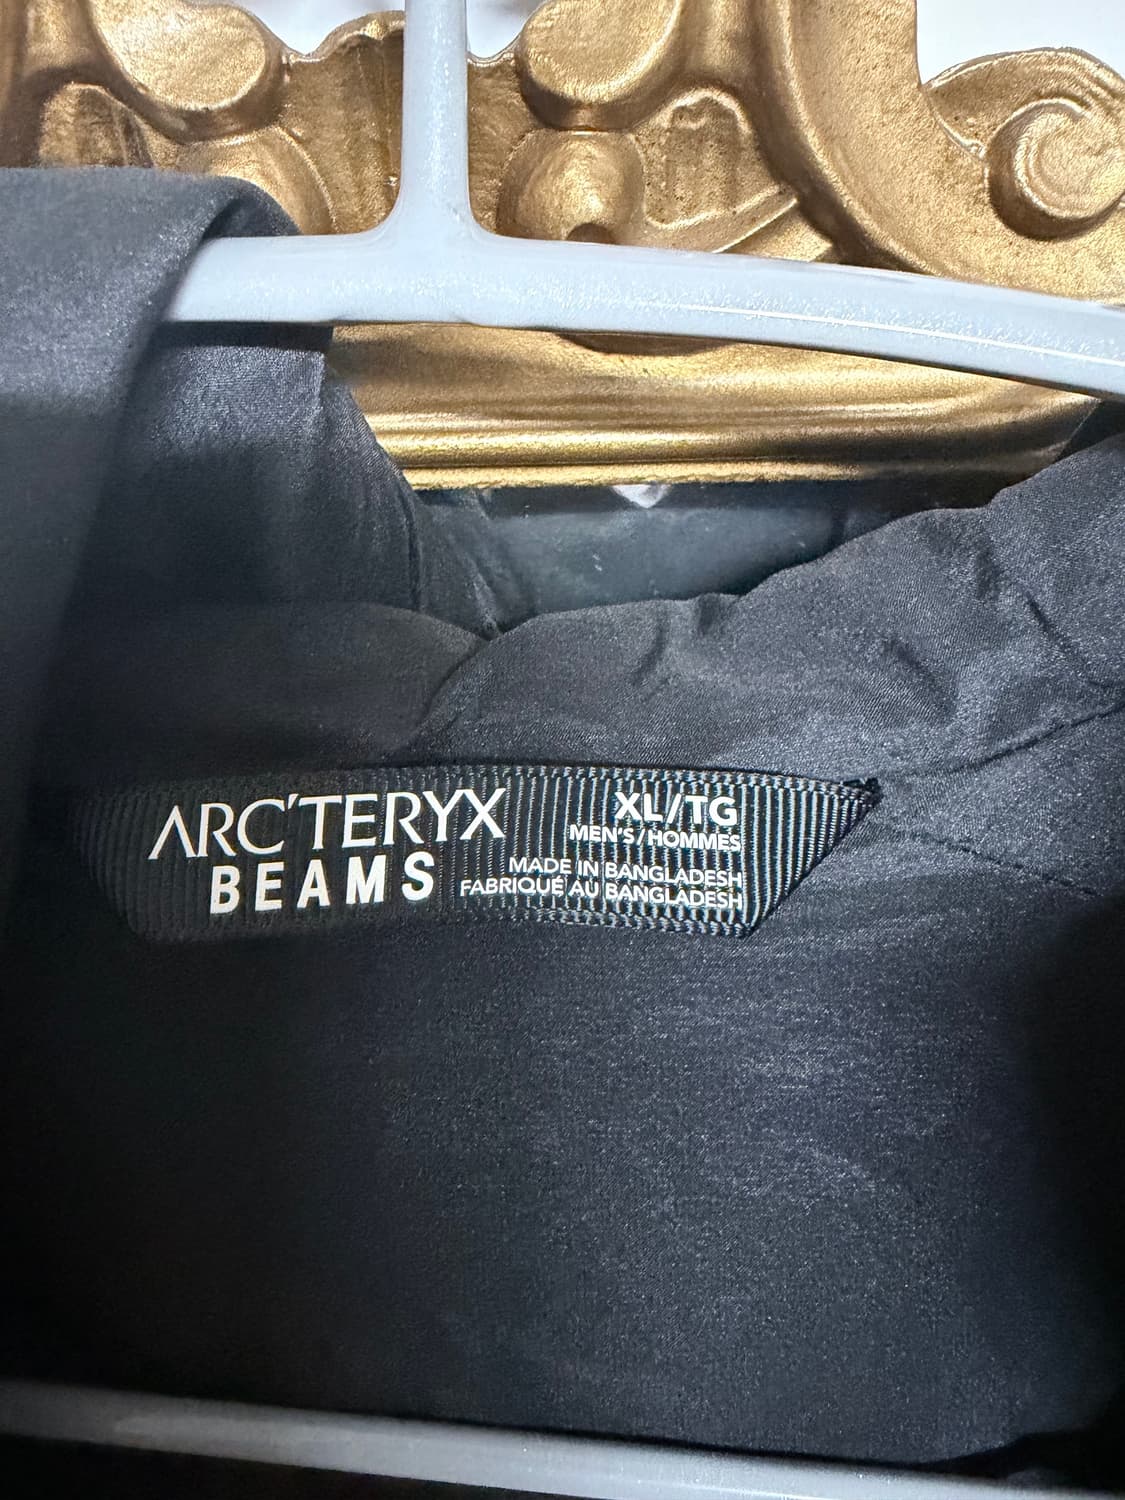 ARC'TERYX
BEAMS
XL/TG
MEN'S/HOMMES
MADE IN BANGLADESH
FABRIQUÉ AU BANGLADESH